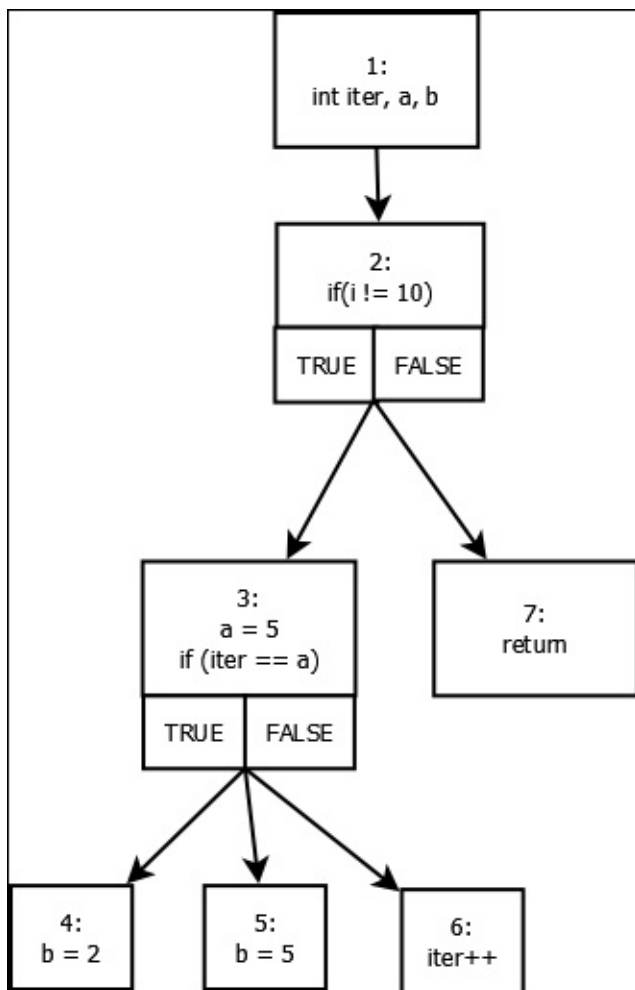 1:
int iter, a, b
2:
if(i != 10)
TRUE FALSE
3:
a = 5
if (iter == a)
7:
return
TRUE FALSE
4:
b = 2
5:
b = 5
6:
iter++